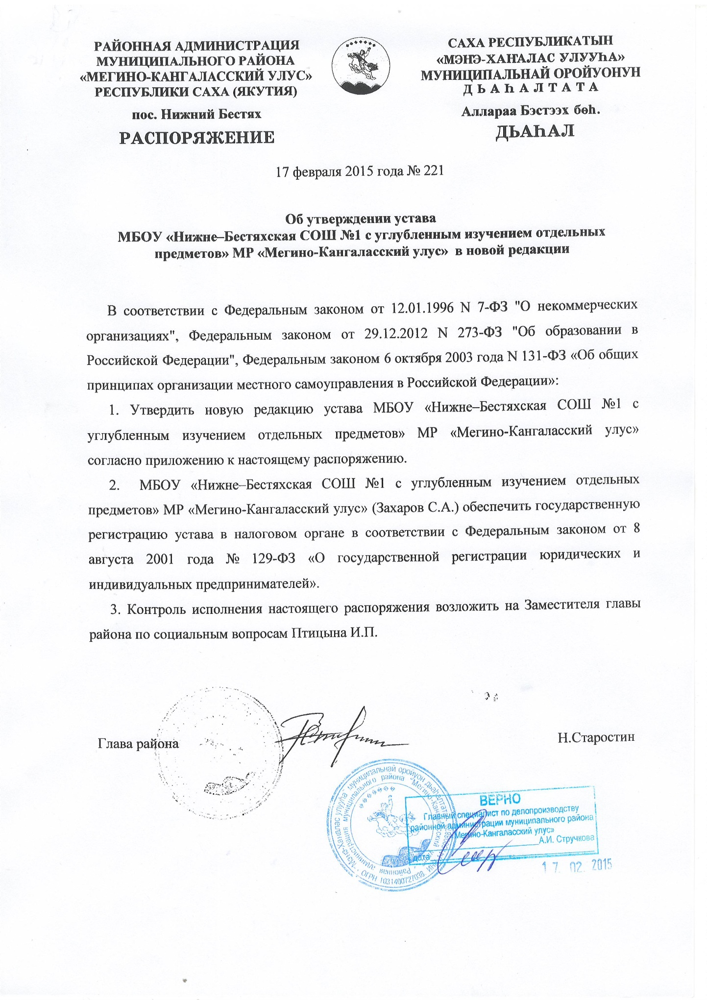 РАЙОННАЯ АДМИНИСТРАЦИЯ
МУНИЦИПАЛЬНОГО РАЙОНА
«МЕГИНО-КАНГАЛАССКИЙ УЛУС»
РЕСПУБЛИКИ САХА (ЯКУТИЯ)
пос. Нижний Бестях
РАСПОРЯЖЕНИЕ
САХА РЕСПУБЛИКАТЫН
«МЭҤЭ-ХАҤАЛАС УЛУУҺА»
МУНИЦИПАЛЬНАЙ ОРОЙУОНУН
Д Ь А Һ А Л Т А Т А
Аллараа Бэстээх бөһ.
ДЬАҺАЛ
17 февраля 2015 года № 221
Об утверждении устава
МБОУ «Нижне–Бестяхская СОШ №1 с углубленным изучением отдельных
предметов» МР «Мегино-Кангаласский улус» в новой редакции
В соответствии с Федеральным законом от 12.01.1996 N 7-ФЗ "О некоммерческих
организациях", Федеральным законом от 29.12.2012 N 273-ФЗ "Об образовании в
Российской Федерации", Федеральным законом 6 октября 2003 года N 131-ФЗ «Об общих
принципах организации местного самоуправления в Российской Федерации»:
1. Утвердить новую редакцию устава МБОУ «Нижне–Бестяхская СОШ №1 с
углубленным изучением отдельных предметов» МР «Мегино-Кангаласский улус»
согласно приложению к настоящему распоряжению.
2. МБОУ «Нижне–Бестяхская СОШ №1 с углубленным изучением отдельных
предметов» МР «Мегино-Кангаласский улус» (Захаров С.А.) обеспечить государственную
регистрацию устава в налоговом органе в соответствии с Федеральным законом от 8
августа 2001 года № 129-ФЗ «О государственной регистрации юридических и
индивидуальных предпринимателей».
3. Контроль исполнения настоящего распоряжения возложить на Заместителя главы
района по социальным вопросам Птицына И.П.
Глава района
Н.Старостин
"Мэҥэ-Хаҥалас улууһа" муниципальнай оройуон дьаһалтата
ОГРН 1031400727038, ИНН
Районная администрация муниципального района "Мегино-Кангаласский улус"
ВЕРНО
Главный специалист по делопроизводству
районной администрации муниципального района
«Мегино-Кангаласский улус»
А.И. Стручкова
дата
17. 02. 2015